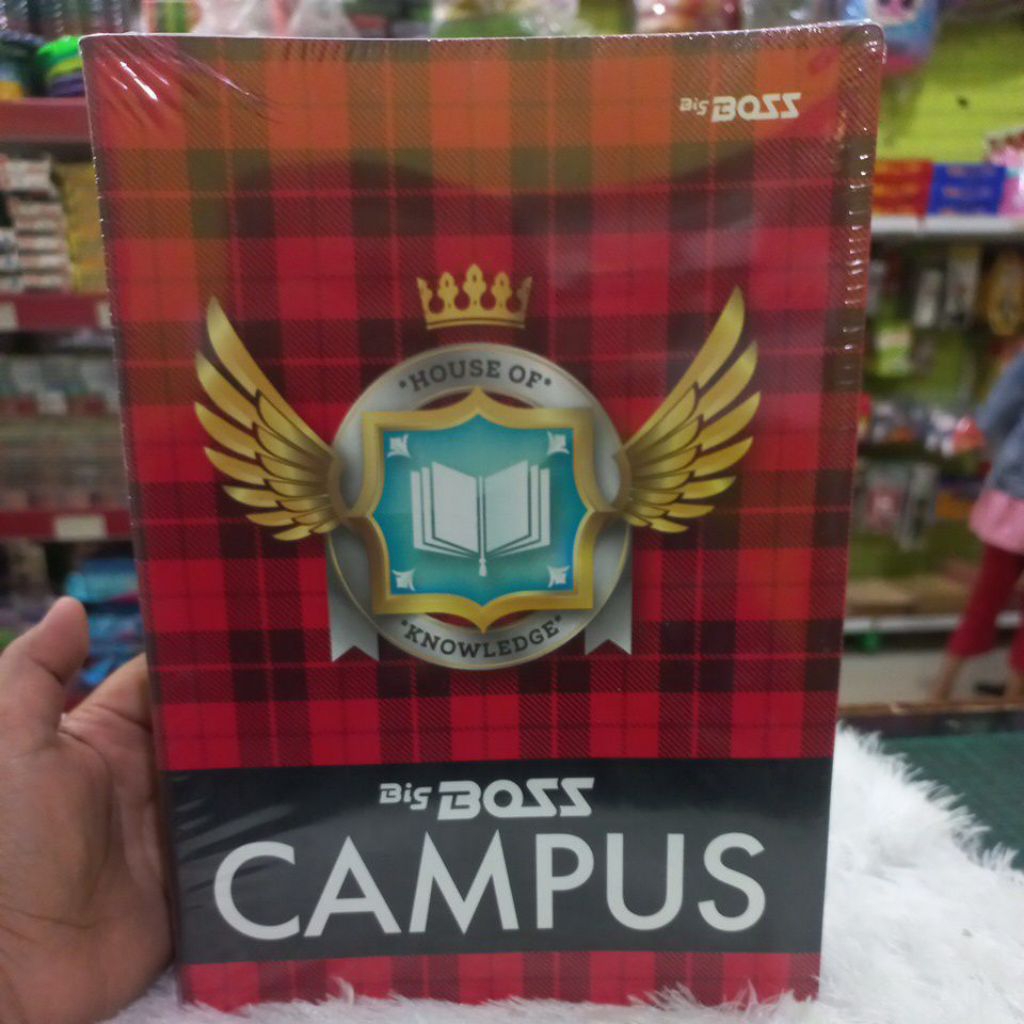 BiG BOSS
*HOUSE OF*
*KNOWLEDGE*
BiG BOSS
CAMPUS